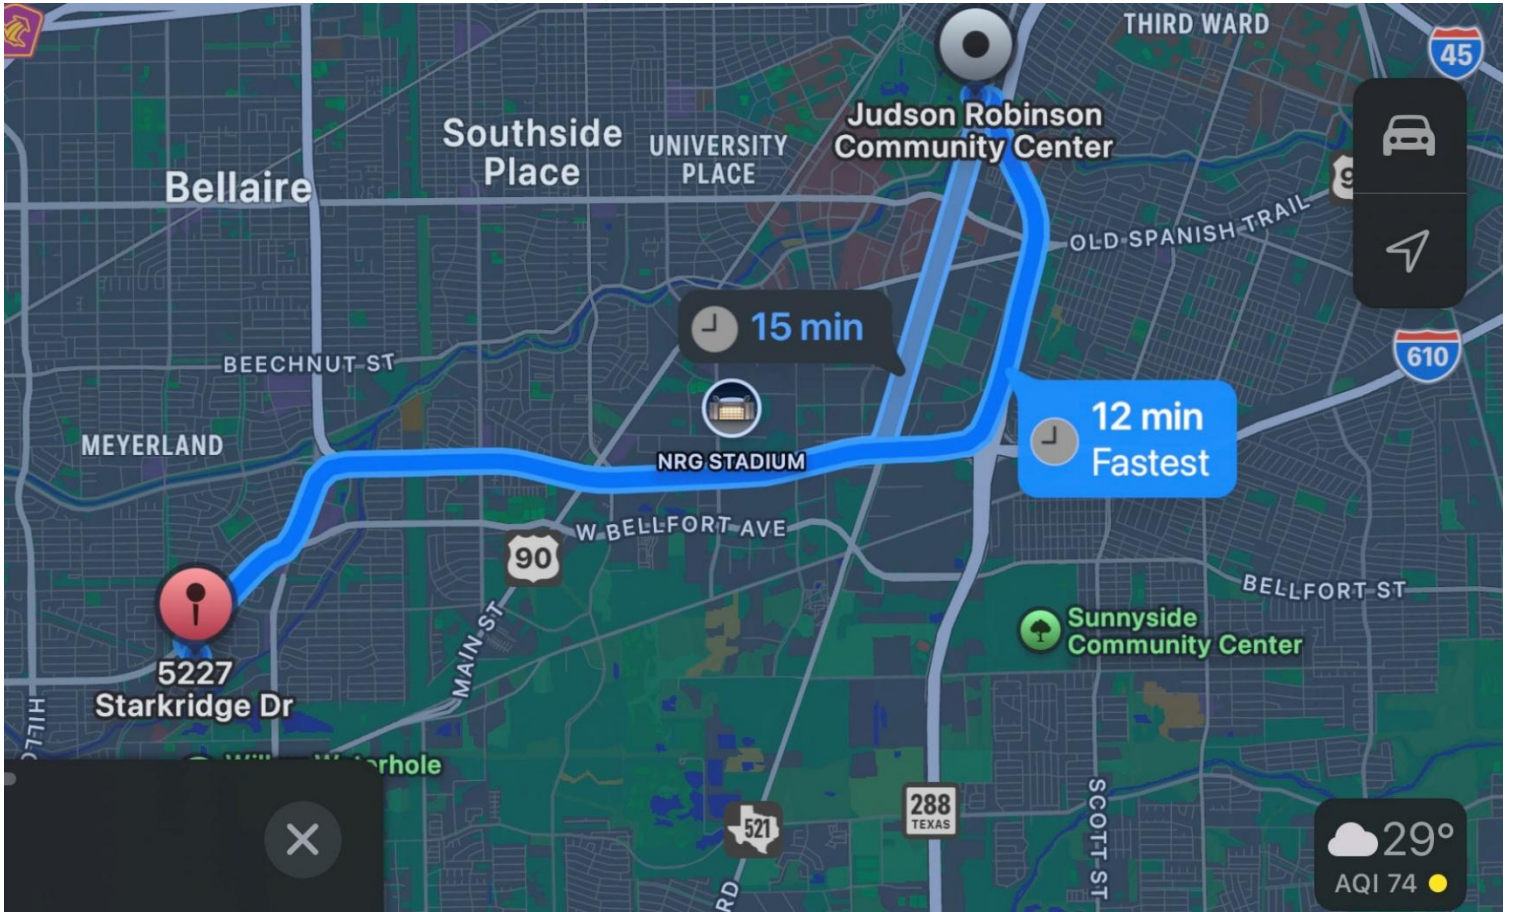 THIRD WARD
45
Judson Robinson
Community Center
Southside
Place
UNIVERSITY
PLACE
Bellaire
9
OLD SPANISH TRAIL
15 min
610
BEECHNUT ST
12 min
Fastest
MEYERLAND
NRG STADIUM
W BELLFORT AVE
90
BELLFORT ST
Sunnyside
Community Center
MAIN ST
5227
Starkridge Dr
288
TEXAS
521
SCOTT ST
29°
AQI 74
RD